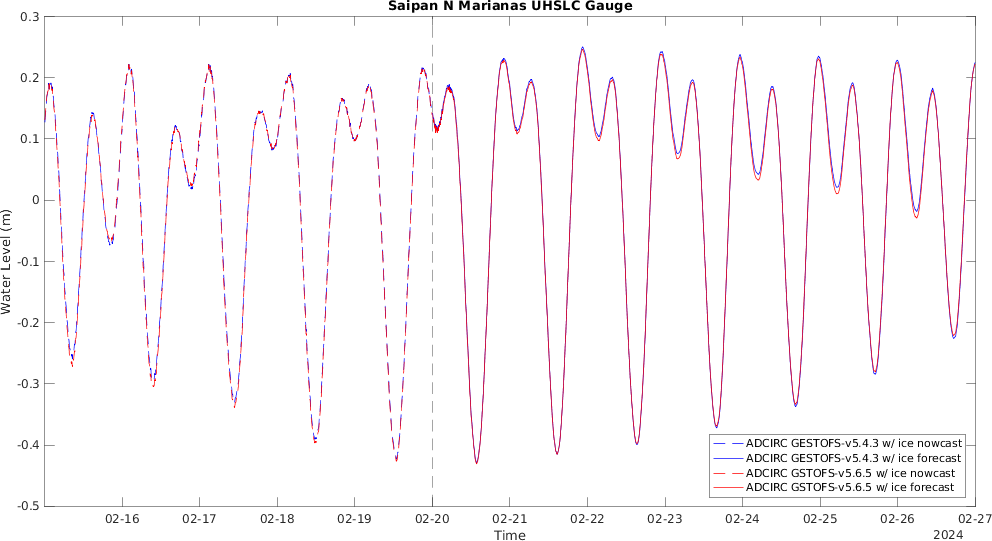 Saipan N Marianas UHSLC Gauge
0.3
0.2
0.1
0
-0.1
-0.2
-0.3
-0.4
-0.5
Water Level (m)
ADCIRC GESTOFS-v5.4.3 w/ ice nowcast
ADCIRC GESTOFS-v5.4.3 w/ ice forecast
ADCIRC GSTOFS-v5.6.5 w/ ice nowcast
ADCIRC GSTOFS-v5.6.5 w/ ice forecast
02-16 02-17 02-18 02-19 02-20 02-21 02-22 02-23 02-24 02-25 02-26 02-27
Time
2024